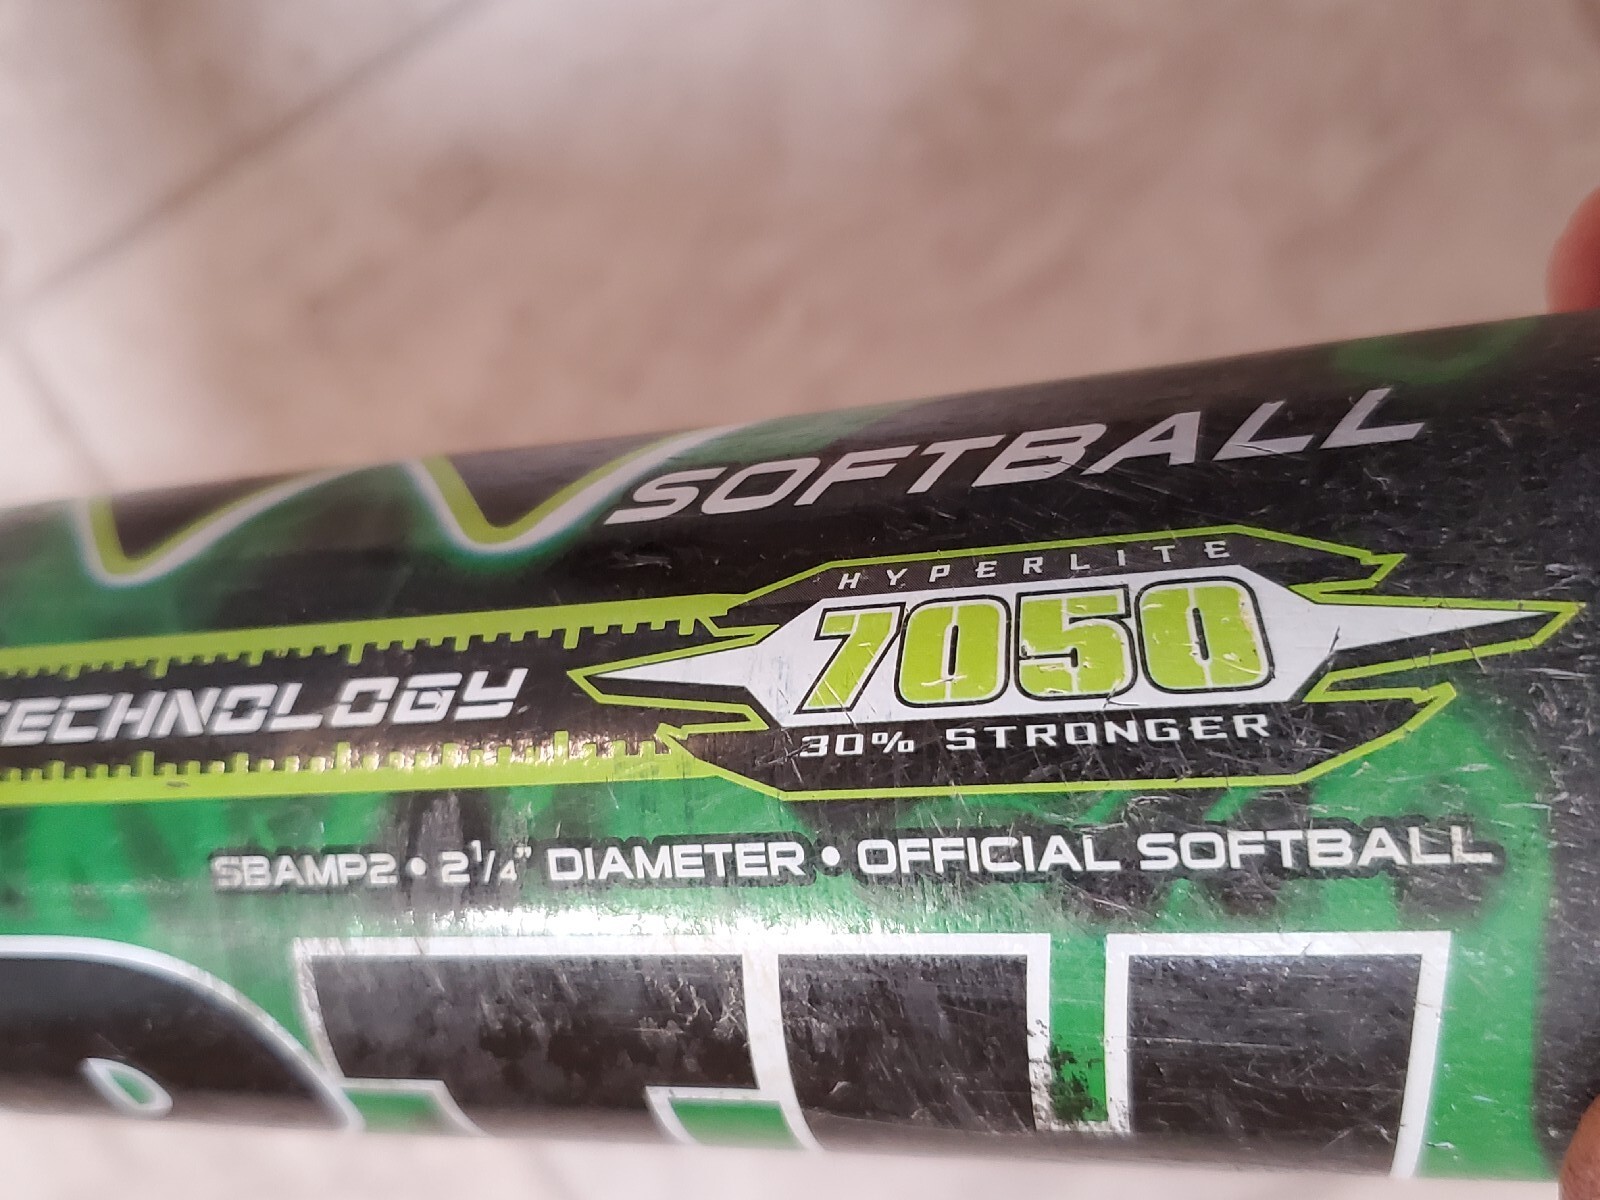 SOFTBALL
HYPERLITE
7050
TECHNOLOGY
30% STRONGER
SBAMP2 • 2 1/4" DIAMETER • OFFICIAL SOFTBALL